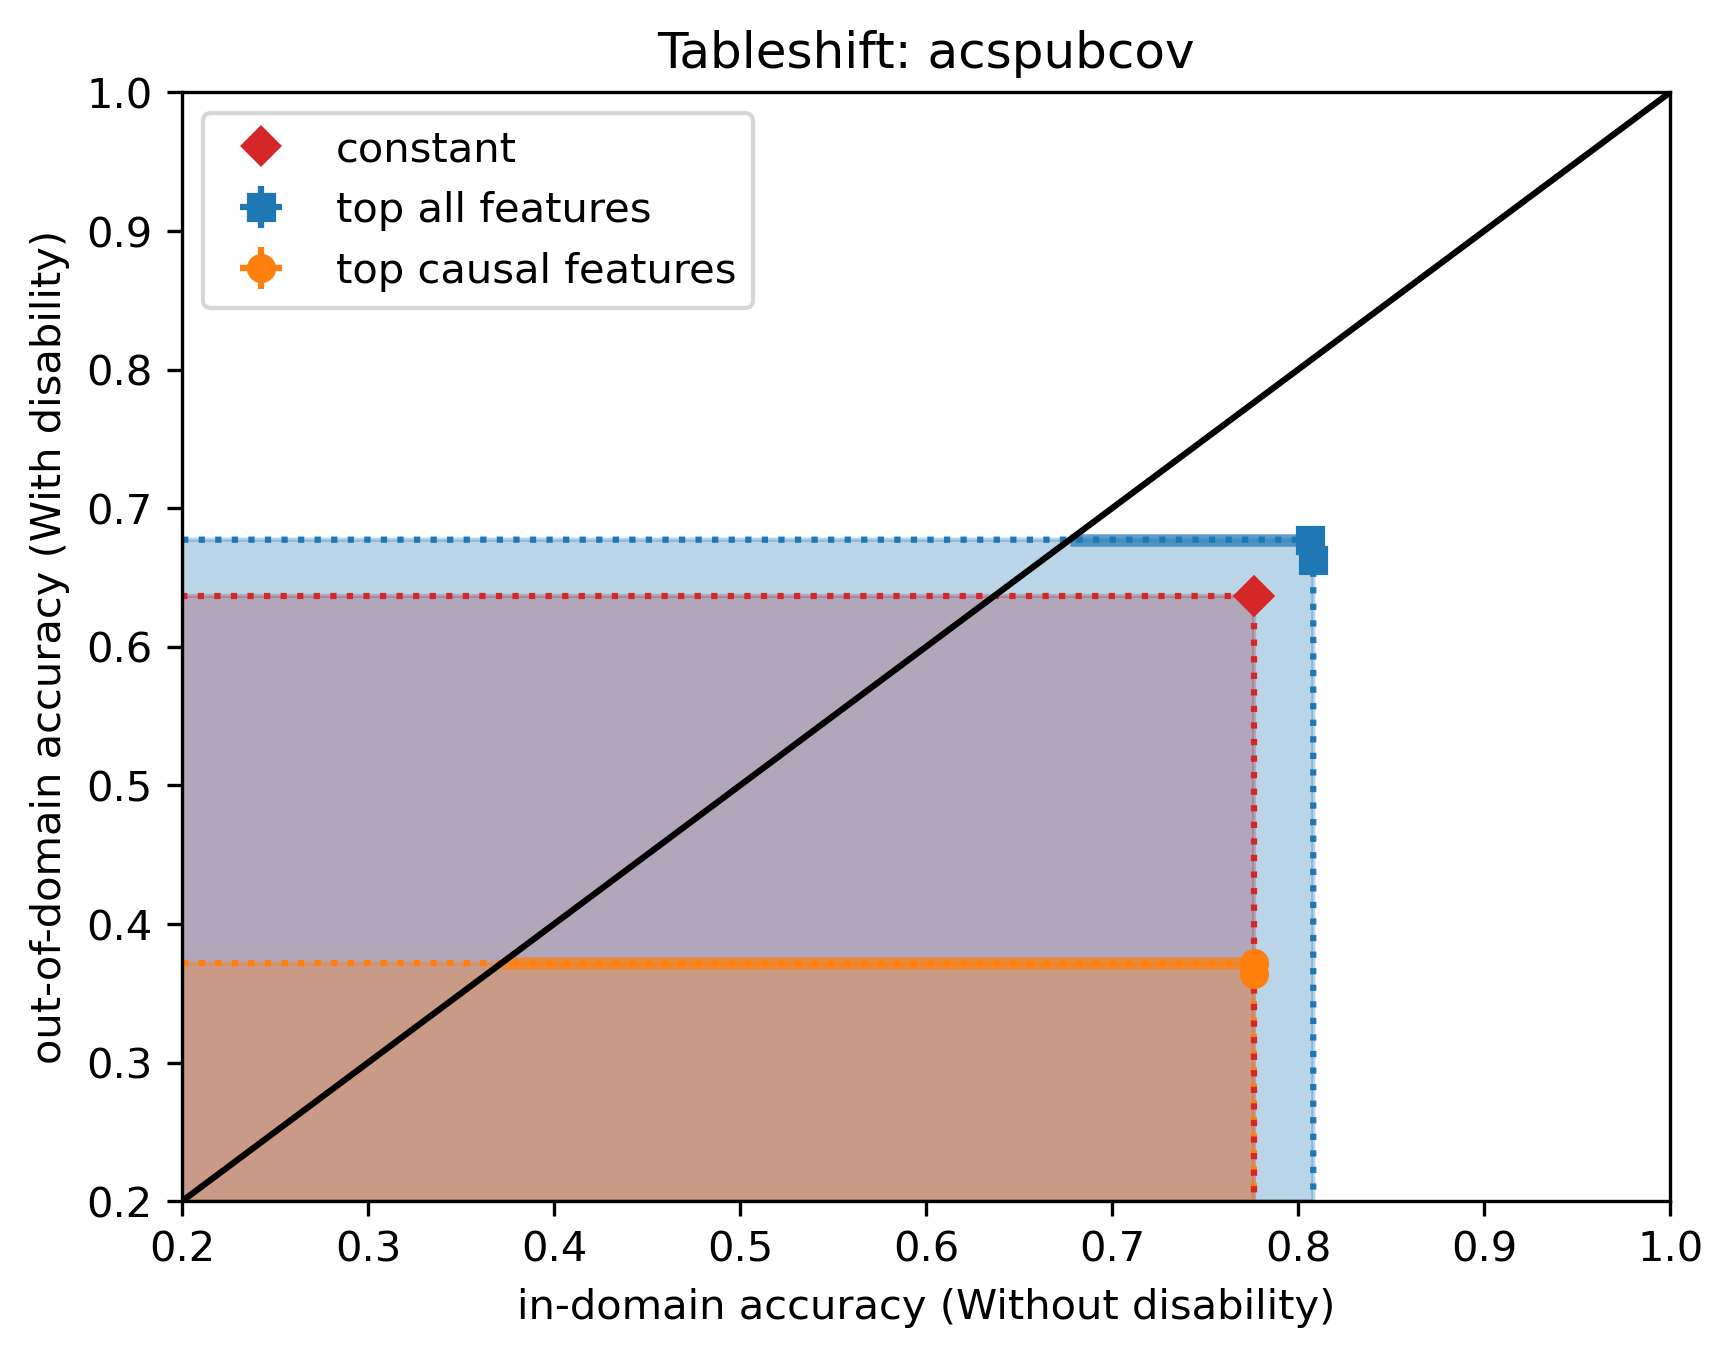 Tableshift: acspubcov
constant
top all features
top causal features
out-of-domain accuracy (With disability)
1.0
0.9
0.8
0.7
0.6
0.5
0.4
0.3
0.2
0.2 0.3 0.4 0.5 0.6 0.7 0.8 0.9 1.0
in-domain accuracy (Without disability)